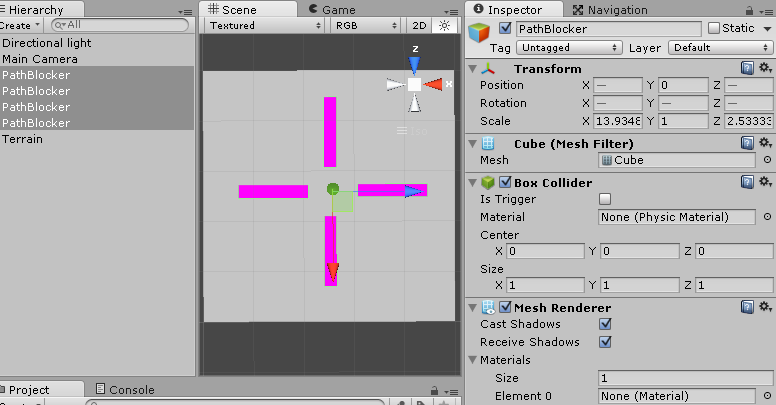 Hierarchy
Create
All
Directional light
Main Camera
PathBlocker
PathBlocker
PathBlocker
PathBlocker
Terrain
Project
Console
Scene
Game
Textured
RGB
2D
z
x
Inspector
Navigation
PathBlocker
Static
Tag Untagged Layer Default
Transform
Position X — Y 0 Z —
Rotation X — Y — Z —
Scale X 13.9348 Y 1 Z 2.53333
Cube (Mesh Filter)
Mesh Cube
Box Collider
Is Trigger
Material None (Physic Material)
Center
X 0 Y 0 Z 0
Size
X 1 Y 1 Z 1
Mesh Renderer
Cast Shadows
Receive Shadows
Materials
Size 1
Element 0 None (Material)